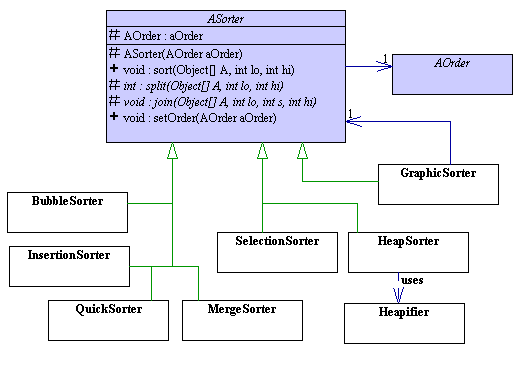 ASorter
# AOrder : aOrder
# ASorter(AOrder aOrder)
+ void : sort(Object[] A, int lo, int hi)
# int : split(Object[] A, int lo, int hi)
# void : join(Object[] A, int lo, int s, int hi)
+ void : setOrder(AOrder aOrder)
1
AOrder
1
GraphicSorter
BubbleSorter
SelectionSorter
HeapSorter
InsertionSorter
uses
QuickSorter
MergeSorter
Heapifier